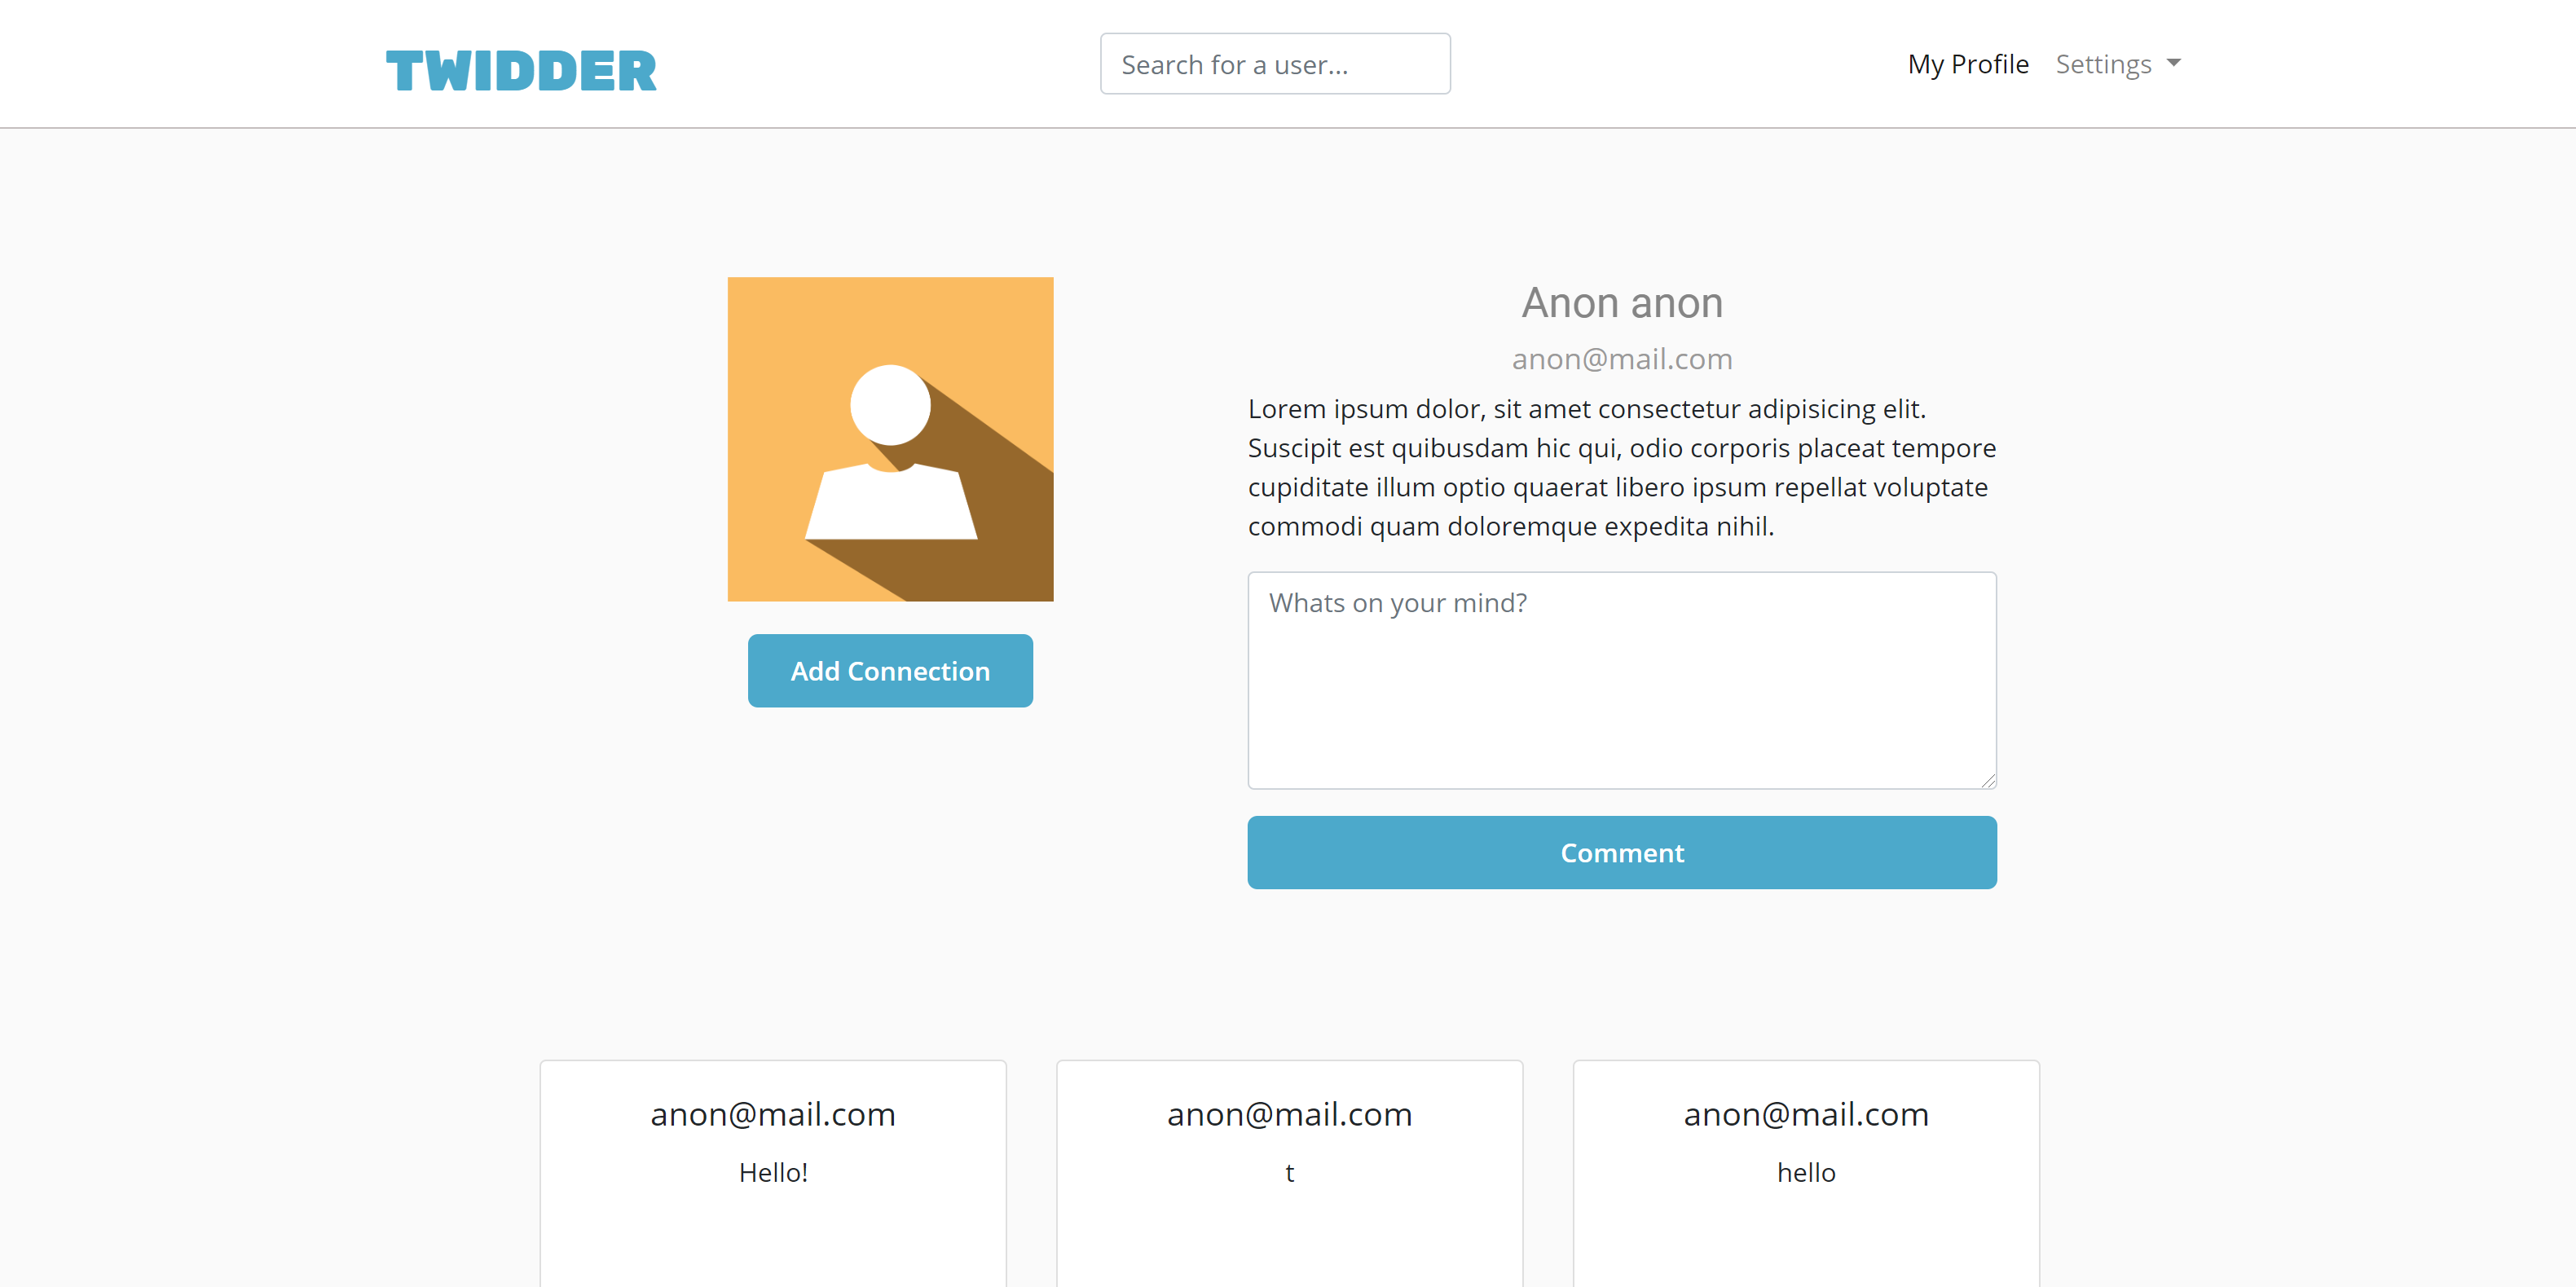 TWIDDER
Search for a user...
My Profile
Settings
Anon anon
anon@mail.com
Lorem ipsum dolor, sit amet consectetur adipisicing elit.
Suscipit est quibusdam hic qui, odio corporis placeat tempore
cupiditate illum optio quaerat libero ipsum repellat voluptate
commodi quam doloremque expedita nihil.
Whats on your mind?
Add Connection
Comment
anon@mail.com
Hello!
anon@mail.com
t
anon@mail.com
hello